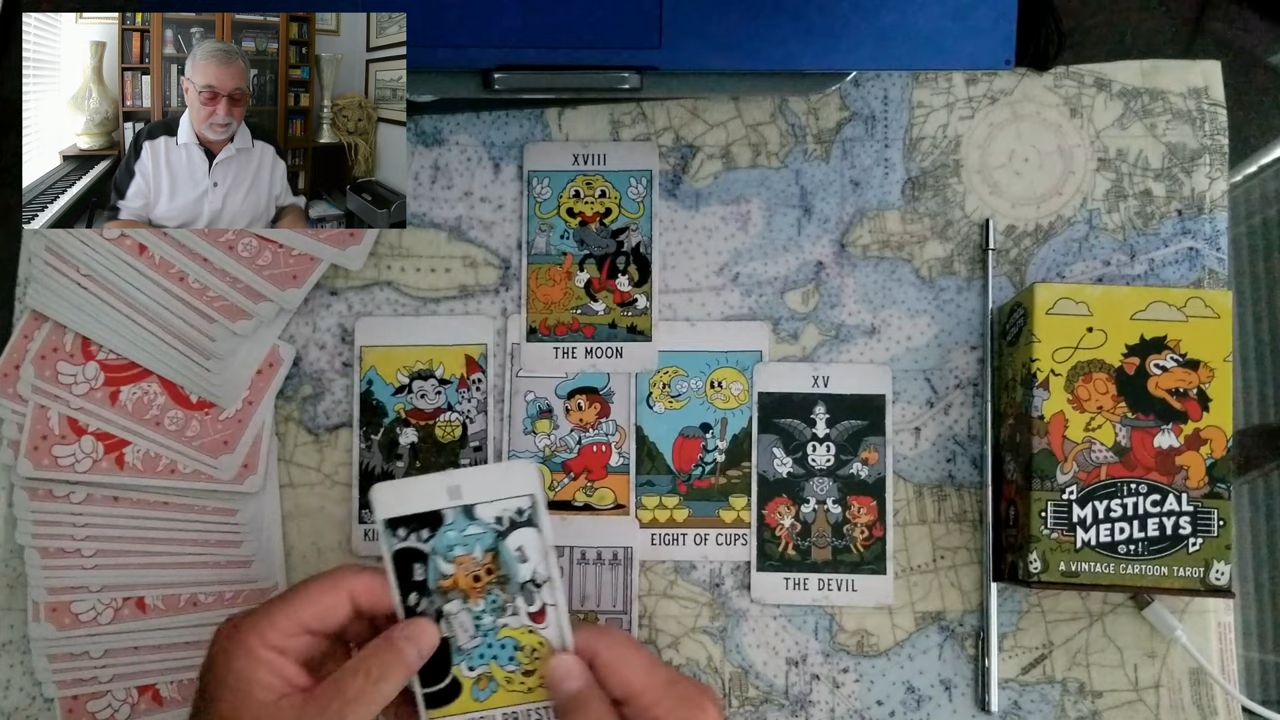 XVIII
THE MOON
XV
EIGHT OF CUPS
THE DEVIL
MYSTICAL
MEDLEYS
A VINTAGE CARTOON TAROT